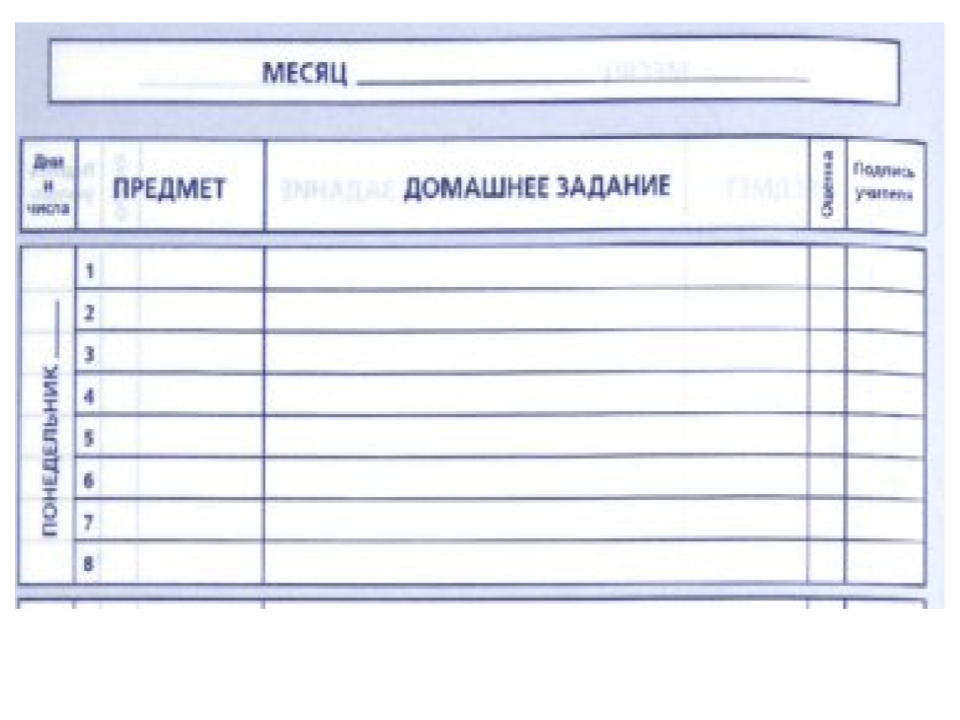 МЕСЯЦ
Дни и числа
ПРЕДМЕТ
ДОМАШНЕЕ ЗАДАНИЕ
Оценка
Подпись учителя
ПОНЕДЕЛЬНИК
1
2
3
4
5
6
7
8